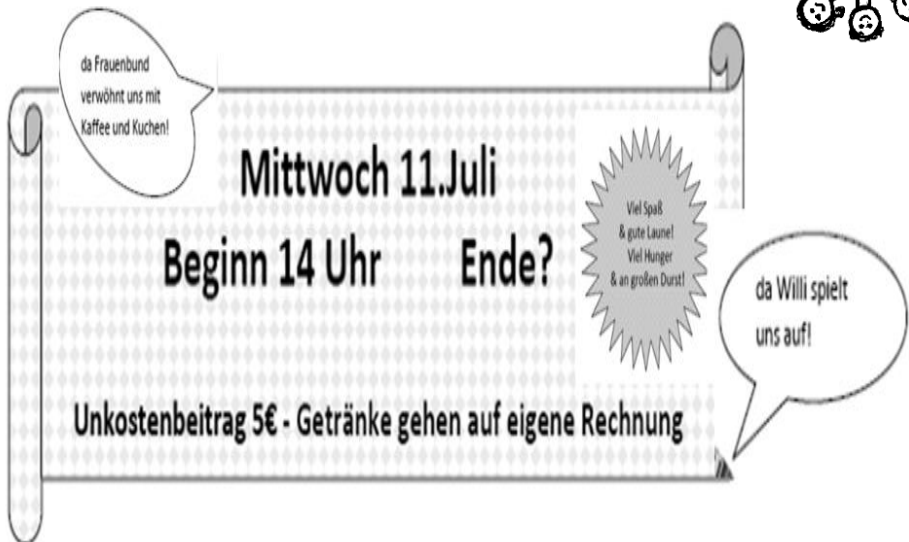 da Frauenbund
verwöhnt uns mit
Kaffee und Kuchen!
Mittwoch 11.Juli
Beginn 14 Uhr Ende?
Viel Spaß
& gute Laune!
Viel Hunger
& an großen Durst!
da Willi spielt
uns auf!
Unkostenbeitrag 5€ - Getränke gehen auf eigene Rechnung